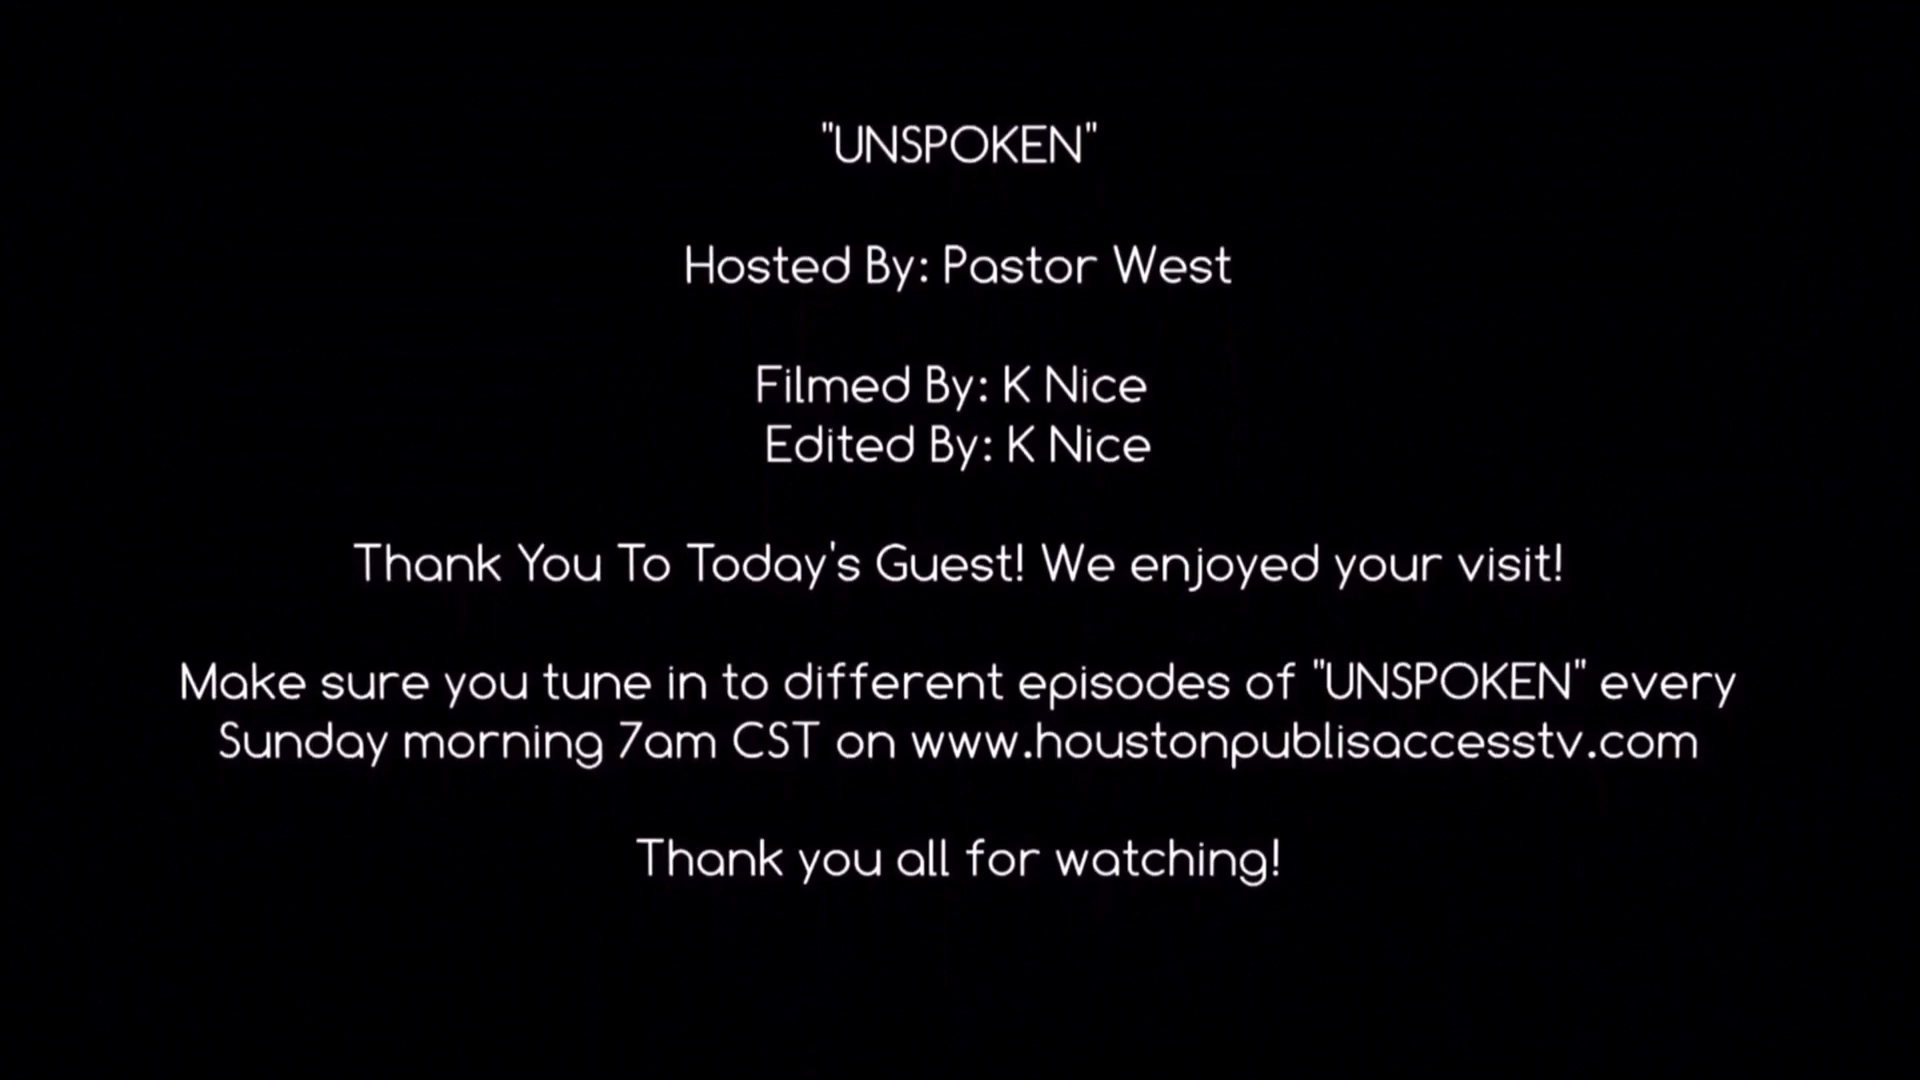 "UNSPOKEN"
Hosted By: Pastor West
Filmed By: K Nice
Edited By: K Nice
Thank You To Today's Guest! We enjoyed your visit!
Make sure you tune in to different episodes of "UNSPOKEN" every
Sunday morning 7am CST on www.houstonpublisaccesstv.com
Thank you all for watching!